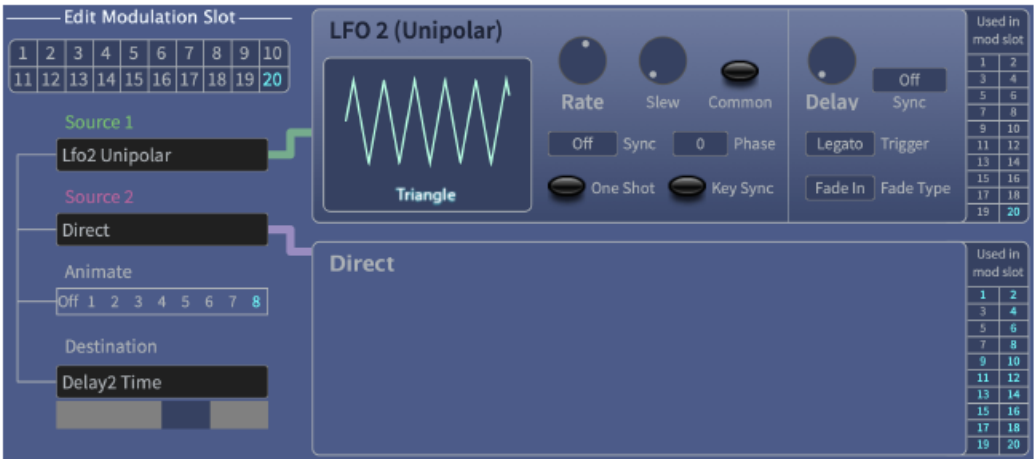 Edit Modulation Slot
1 2 3 4 5 6 7 8 9 10
11 12 13 14 15 16 17 18 19 20
Source 1
Lfo2 Unipolar
Source 2
Direct
Animate
Off 1 2 3 4 5 6 7 8
Destination
Delay2 Time
LFO 2 (Unipolar)
Triangle
Rate Slew Common
Off Sync 0 Phase
One Shot Key Sync
Delay
Off
Sync
Legato Trigger
Fade In Fade Type
Used in
mod slot
1 2
3 4
5 6
7 8
9 10
11 12
13 14
15 16
17 18
19 20
Direct
Used in
mod slot
1 2
3 4
5 6
7 8
9 10
11 12
13 14
15 16
17 18
19 20